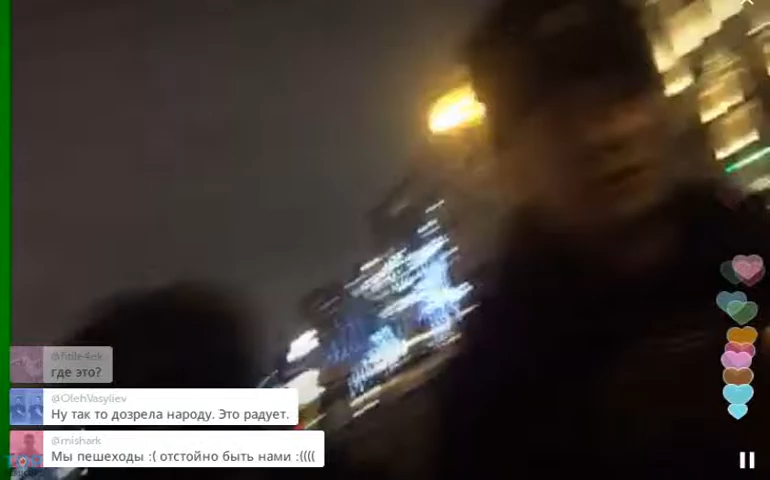 где это?
@OlehVasyliev
Ну так то дозрела народу. Это радует.
@mishark
Мы пешеходы :( отстойно быть нами :((((